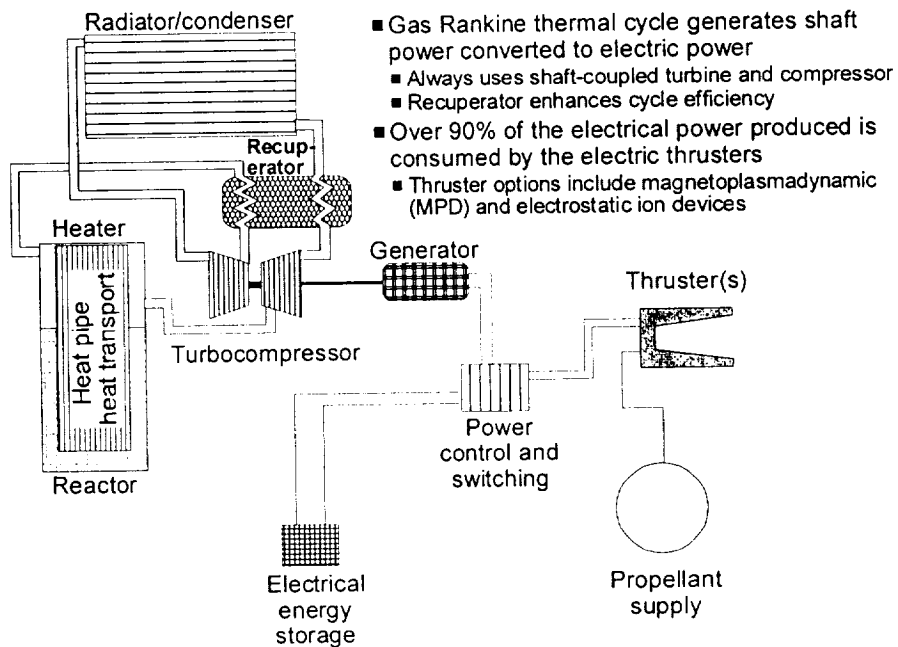 Radiator/condenser
■ Gas Rankine thermal cycle generates shaft
power converted to electric power
■ Always uses shaft-coupled turbine and compressor
■ Recuperator enhances cycle efficiency
■ Over 90% of the electrical power produced is
consumed by the electric thrusters
■ Thruster options include magnetoplasmadynamic
(MPD) and electrostatic ion devices
Recup-
erator
Heater
Generator
Thruster(s)
Heat pipe
heat transport
Turbocompressor
Power
control and
switching
Reactor
Electrical
energy
storage
Propellant
supply